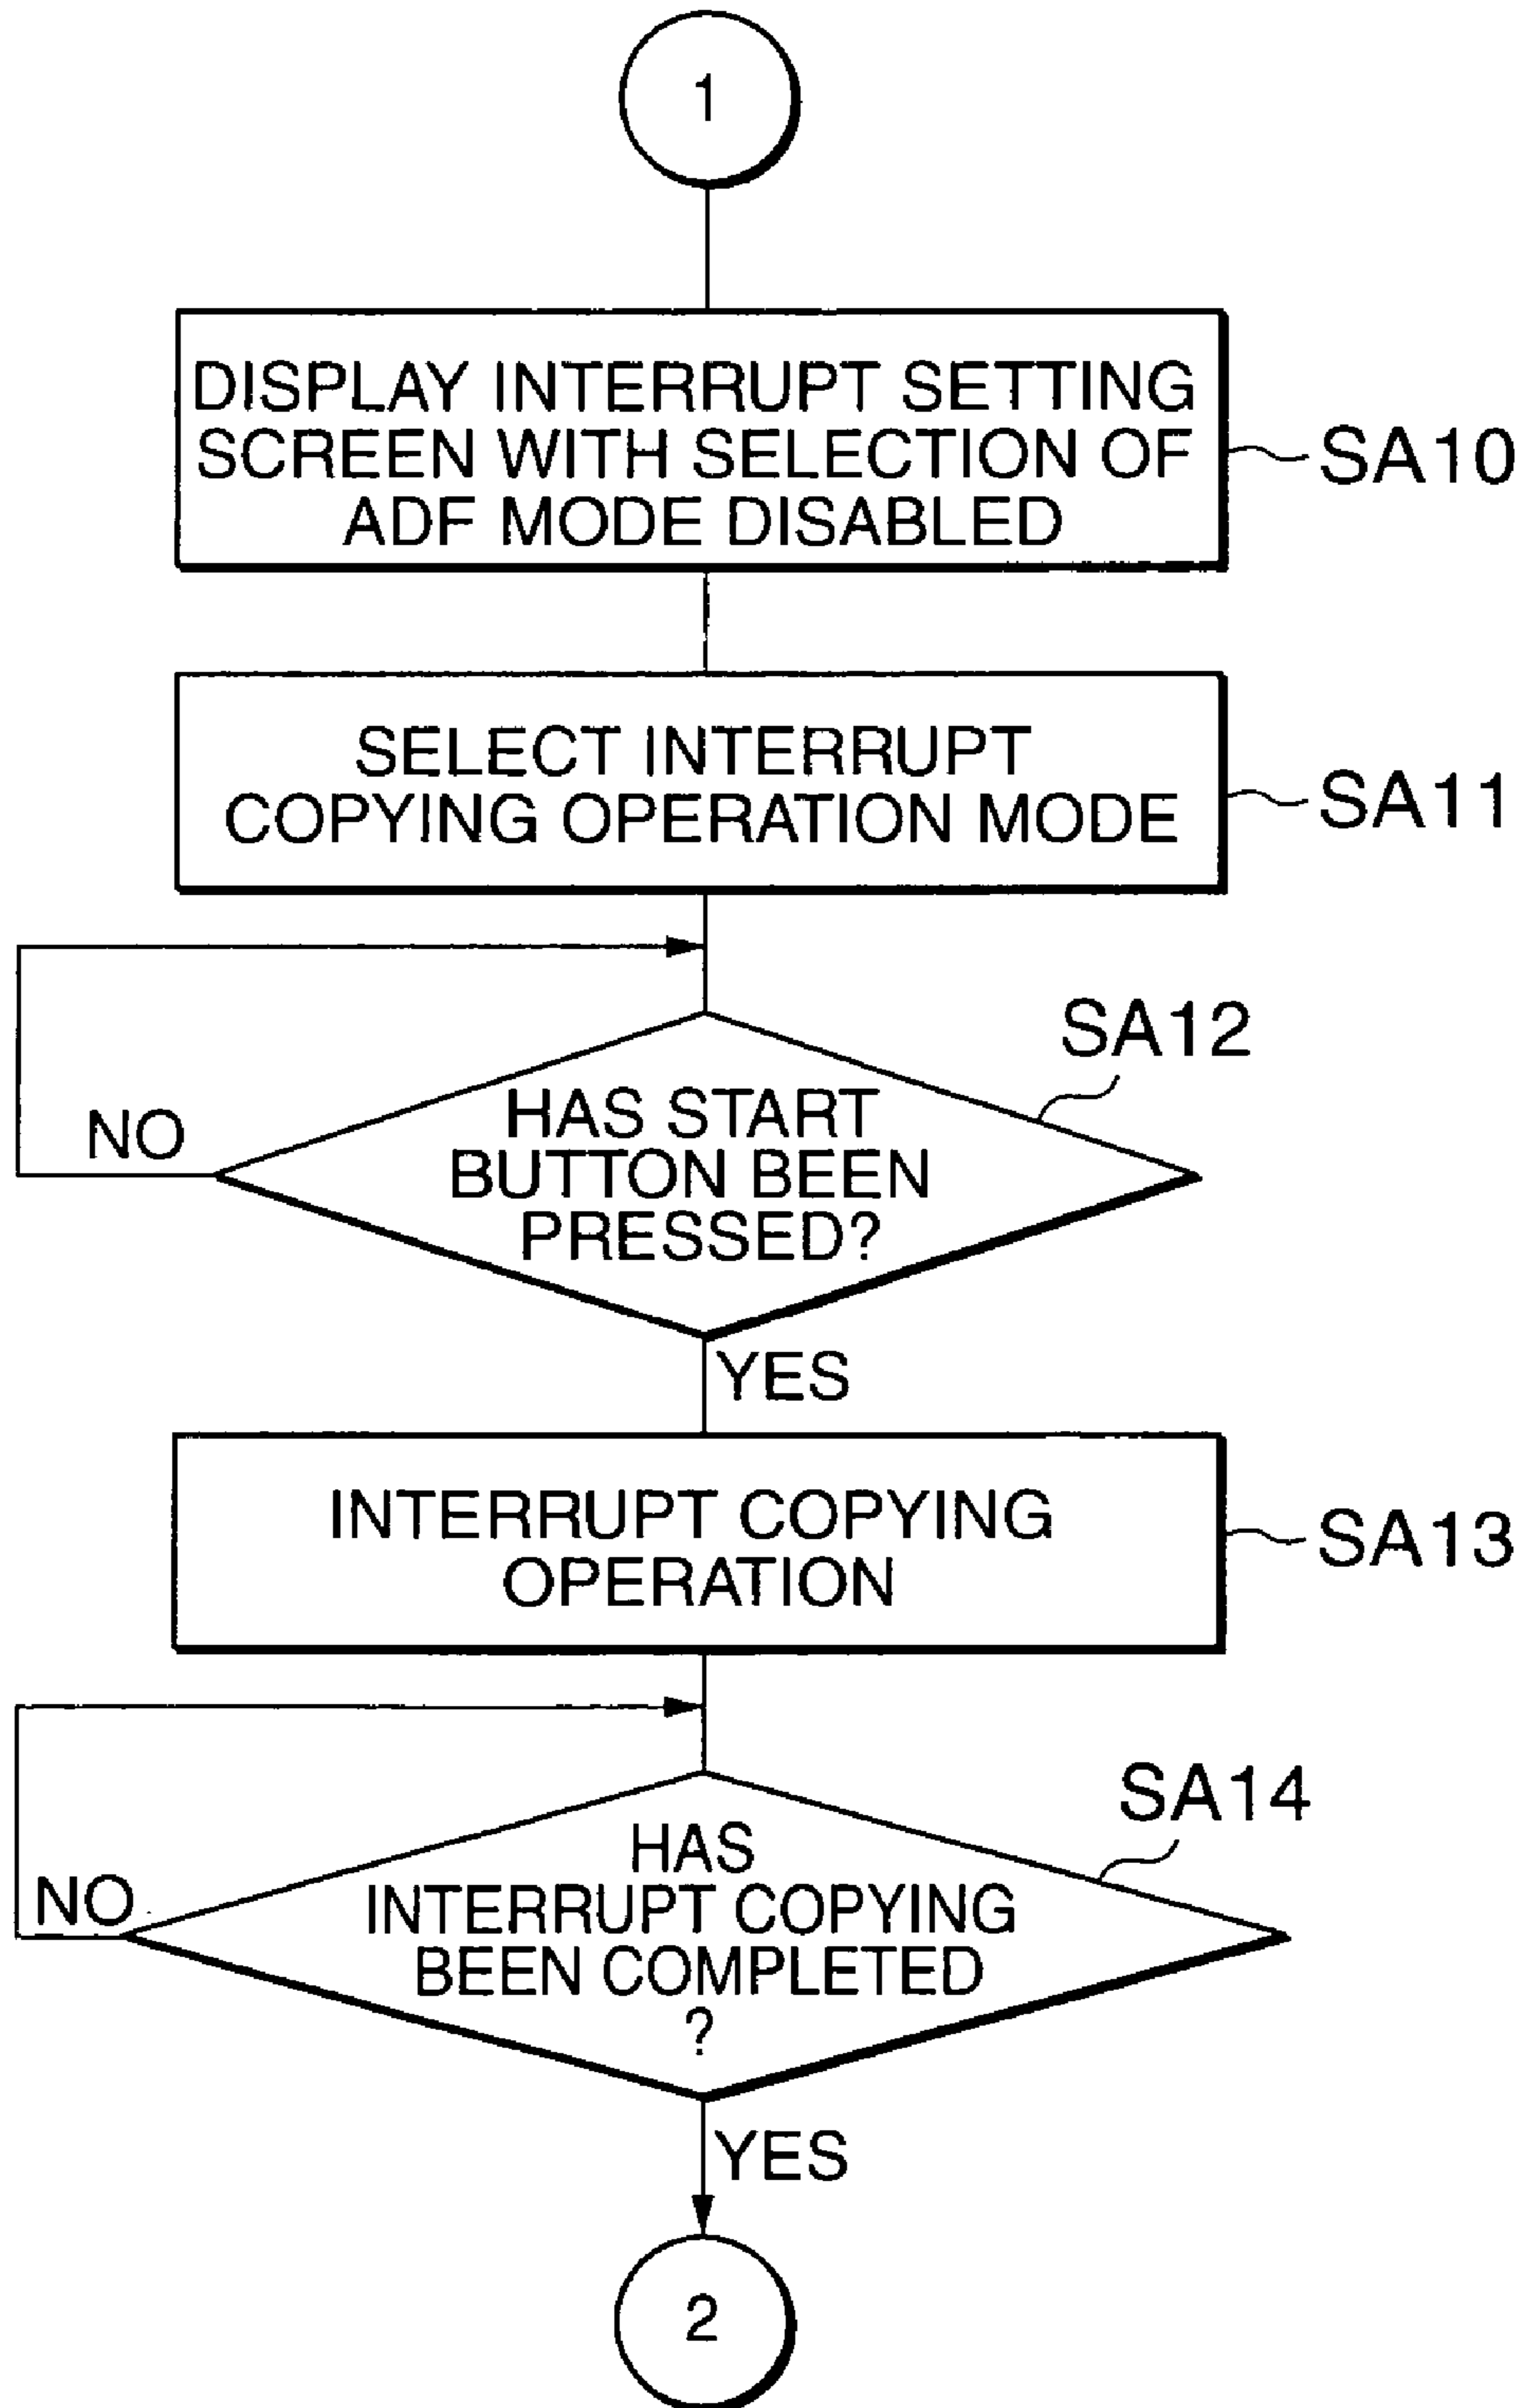 1
DISPLAY INTERRUPT SETTING
SCREEN WITH SELECTION OF
ADF MODE DISABLED
SA10
SELECT INTERRUPT
COPYING OPERATION MODE
SA11
SA12
HAS START
BUTTON BEEN
PRESSED?
NO
YES
INTERRUPT COPYING
OPERATION
SA13
SA14
HAS
INTERRUPT COPYING
BEEN COMPLETED
?
NO
YES
2